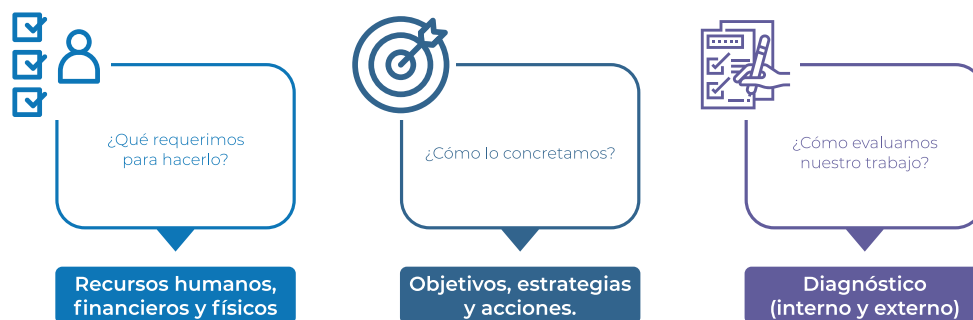 ¿Qué requerimos
para hacerlo?
Recursos humanos,
financieros y físicos
¿Cómo lo concretamos?
Objetivos, estrategias
y acciones.
¿Cómo evaluamos
nuestro trabajo?
Diagnóstico
(interno y externo)